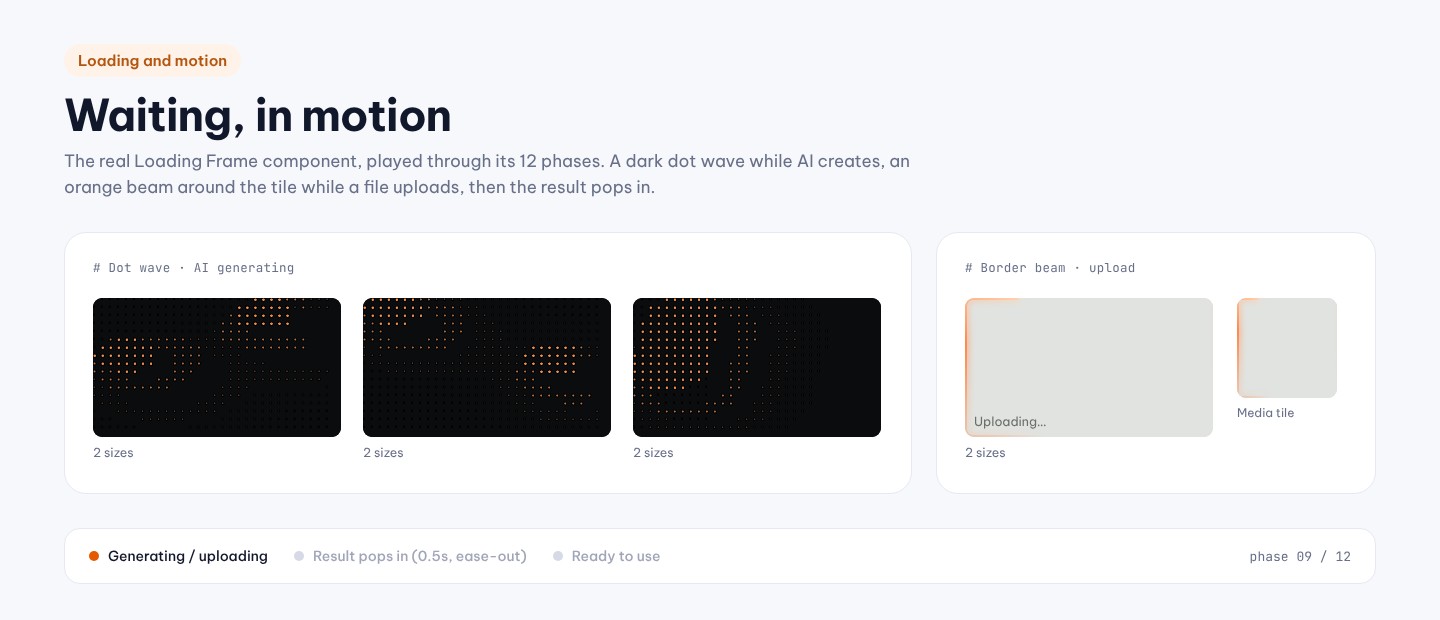 Loading and motion
Waiting, in motion
The real Loading Frame component, played through its 12 phases. A dark dot wave while AI creates, an
orange beam around the tile while a file uploads, then the result pops in.
# Dot wave · AI generating
2 sizes
2 sizes
2 sizes
# Border beam · upload
Uploading...
2 sizes
Media tile
Generating / uploading
Result pops in (0.5s, ease-out)
Ready to use
phase 09 / 12